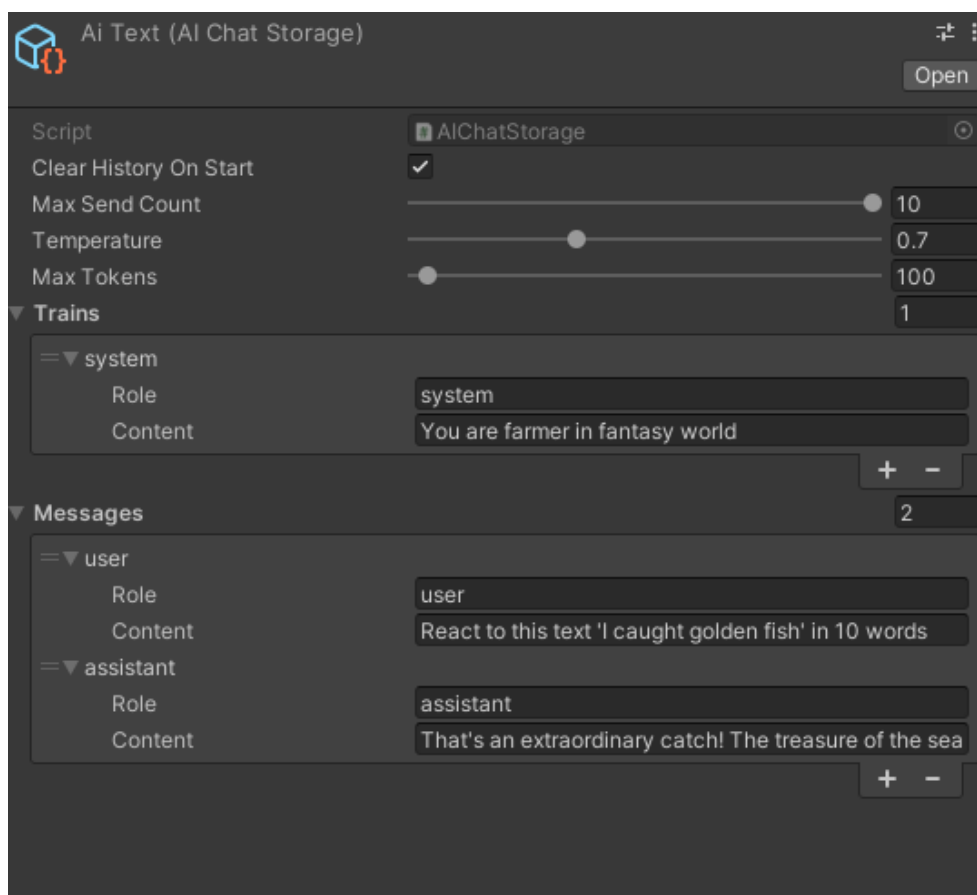 Ai Text (AI Chat Storage)
Open
Script AIChatStorage
Clear History On Start
Max Send Count 10
Temperature 0.7
Max Tokens 100
Trains 1
system
Role system
Content You are farmer in fantasy world
+ -
Messages 2
user
Role user
Content React to this text 'I caught golden fish' in 10 words
assistant
Role assistant
Content That's an extraordinary catch! The treasure of the sea
+ -